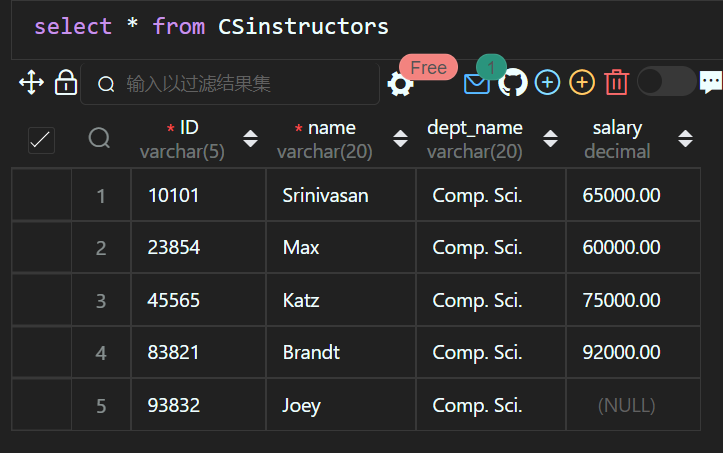 select * from CSinstructors
输入以过滤结果集 Free 1
* ID * name dept_name salary
varchar(5) varchar(20) varchar(20) decimal
1 10101 Srinivasan Comp. Sci. 65000.00
2 23854 Max Comp. Sci. 60000.00
3 45565 Katz Comp. Sci. 75000.00
4 83821 Brandt Comp. Sci. 92000.00
5 93832 Joey Comp. Sci. (NULL)